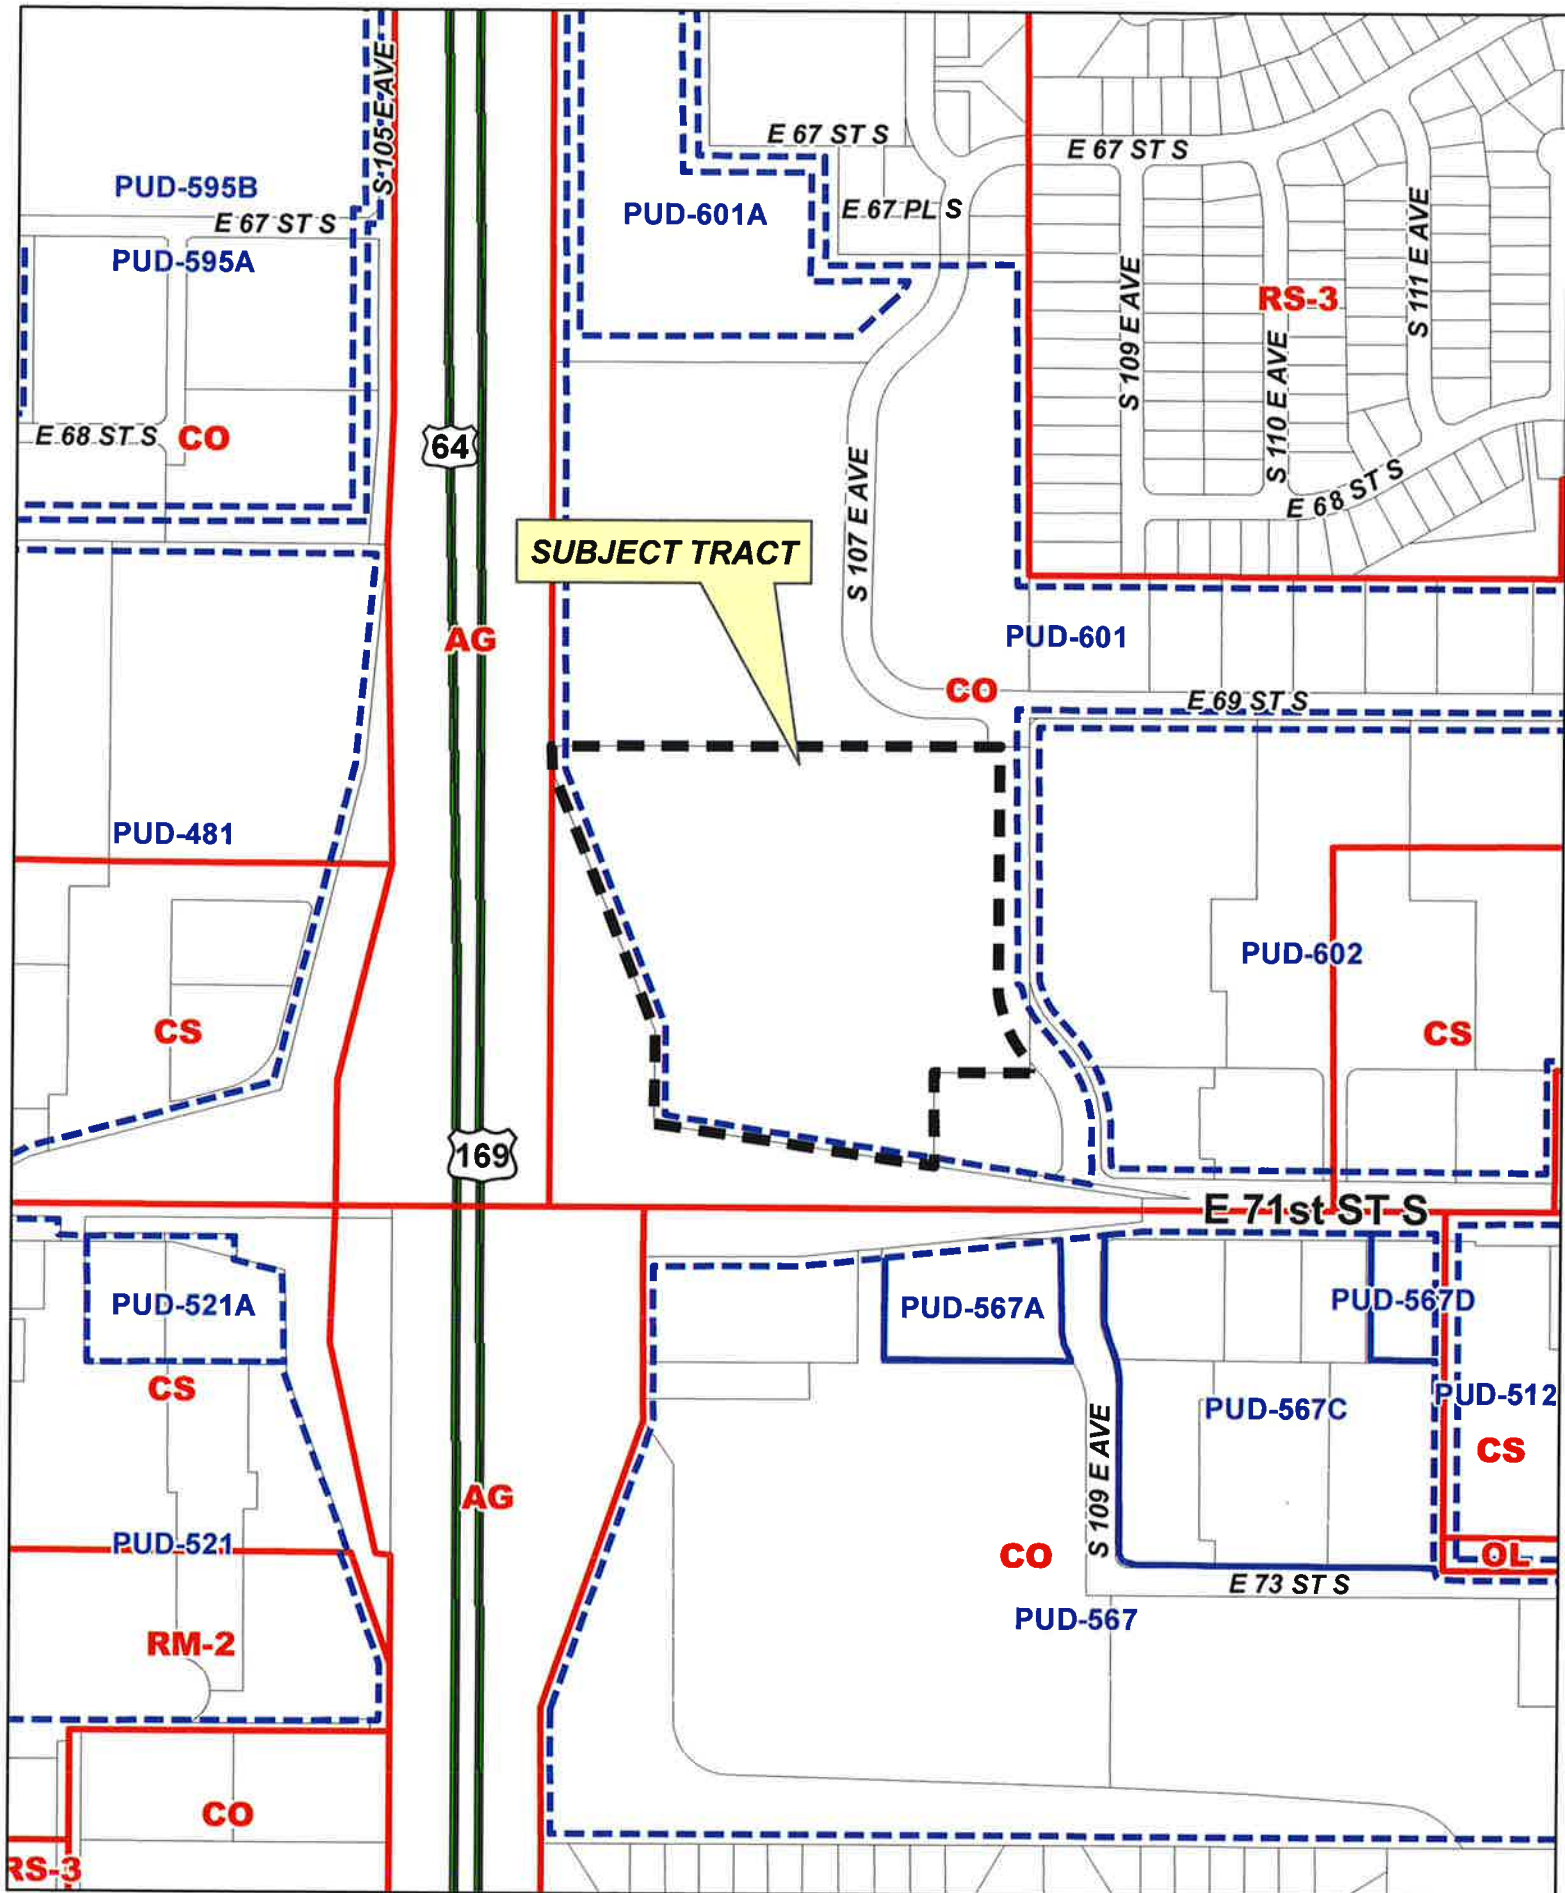 S 105 E AVE
E 67 ST S
E 67 ST S
PUD-595B
E 67 ST S
PUD-601A
E 67 PL S
S 111 E AVE
PUD-595A
RS-3
S 109 E AVE
S 110 E AVE
E 68 ST S
CO
64
E 68 ST S
S 107 E AVE
SUBJECT TRACT
AG
PUD-601
CO
E 69 ST S
PUD-481
PUD-602
CS
CS
169
E 71st ST S
PUD-521A
PUD-567A
PUD-567D
CS
PUD-567C
PUD-512
CS
S 109 E AVE
AG
PUD-521
CO
OL
E 73 ST S
PUD-567
RM-2
CO
RS-3